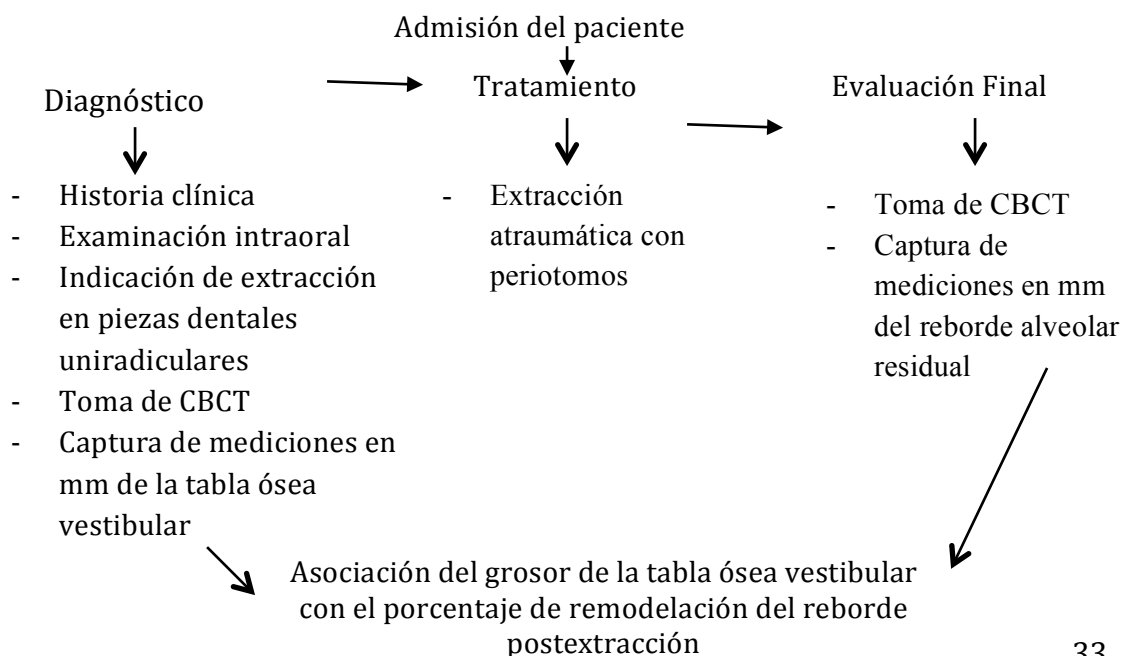 Admisión del paciente
Diagnóstico
- Historia clínica
- Examinación intraoral
- Indicación de extracción
en piezas dentales
uniradiculares
- Toma de CBCT
- Captura de mediciones en
mm de la tabla ósea
vestibular
Tratamiento
- Extracción
atraumática con
periotomos
Evaluación Final
- Toma de CBCT
- Captura de
mediciones en mm
del reborde alveolar
residual
Asociación del grosor de la tabla ósea vestibular
con el porcentaje de remodelación del reborde
postextracción
33